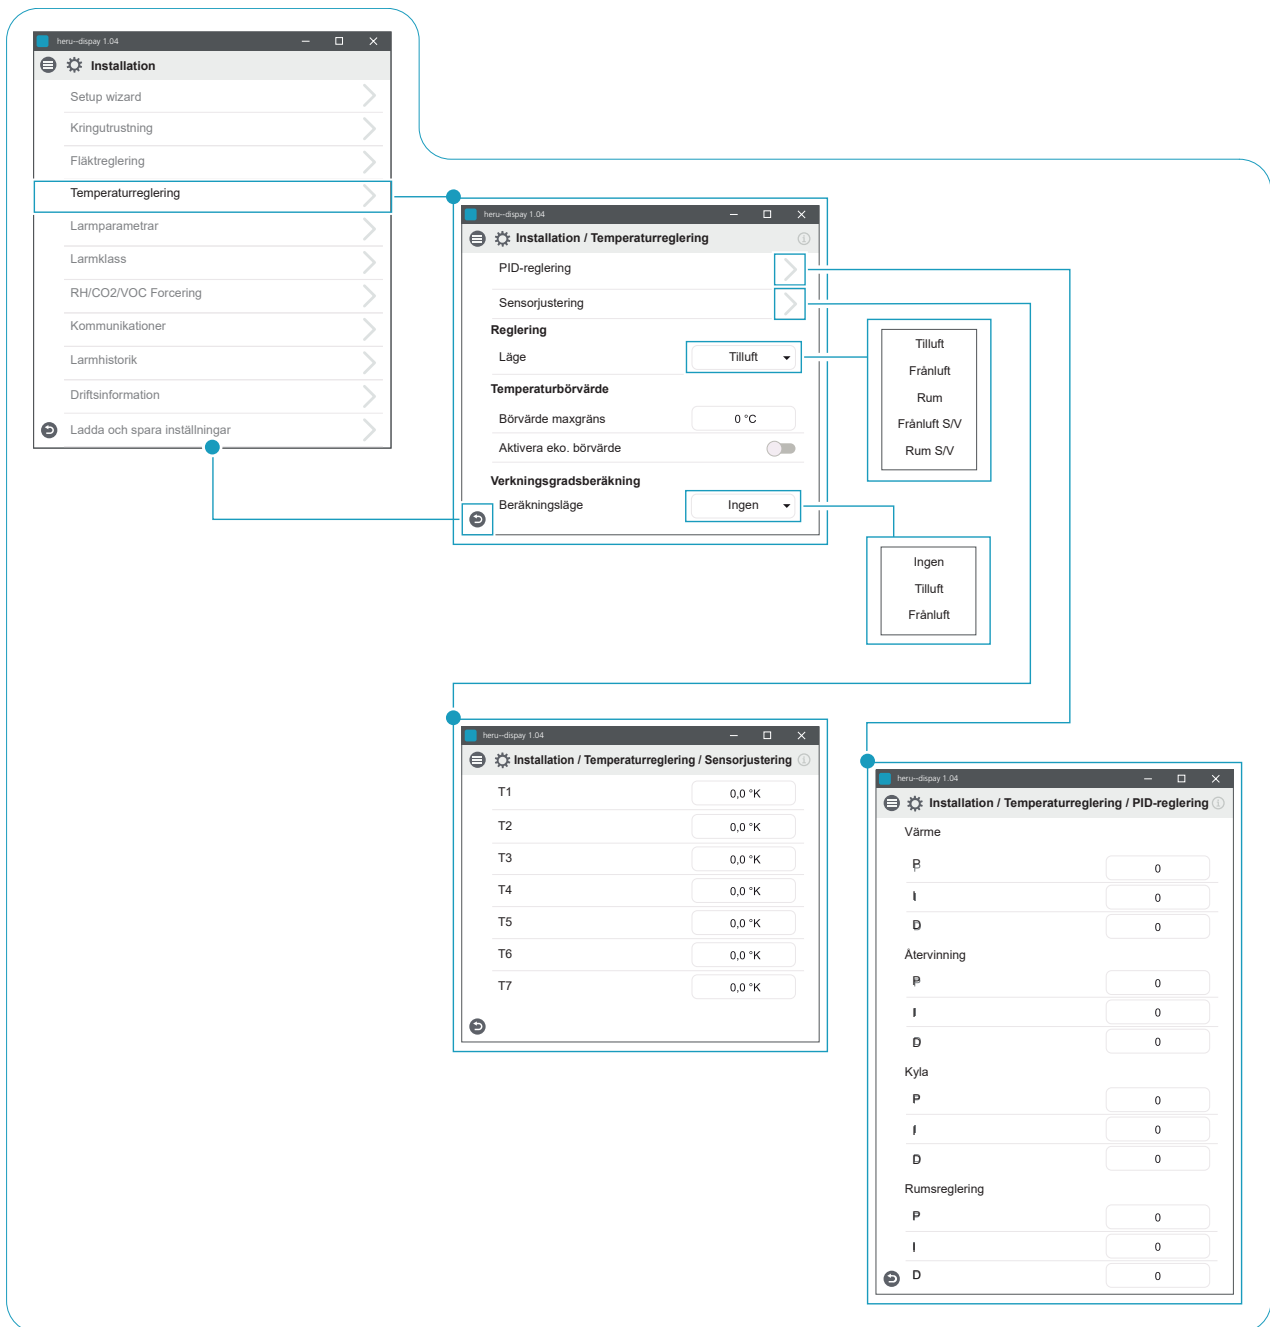 heru--dispay 1.04
Installation
Setup wizard
Kringutrustning
Fläktreglering
Temperaturreglering
Larmparametrar
Larmklass
RH/CO2/VOC Forcering
Kommunikationer
Larmhistorik
Driftsinformation
Ladda och spara inställningar
heru--dispay 1.04
Installation / Temperaturreglering
PID-reglering
Sensorjustering
Reglering
Läge Tilluft
Temperaturbörvärde
Börvärde maxgräns 0 °C
Aktivera eko. börvärde
Verkningsgradsberäkning
Beräkningsläge Ingen
Tilluft
Frånluft
Rum
Frånluft S/V
Rum S/V
Ingen
Tilluft
Frånluft
heru--dispay 1.04
Installation / Temperaturreglering / Sensorjustering
T1 0,0 °K
T2 0,0 °K
T3 0,0 °K
T4 0,0 °K
T5 0,0 °K
T6 0,0 °K
T7 0,0 °K
heru--dispay 1.04
Installation / Temperaturreglering / PID-reglering
Värme
P 0
I 0
D 0
Återvinning
P 0
I 0
D 0
Kyla
P 0
I 0
D 0
Rumsreglering
P 0
I 0
D 0